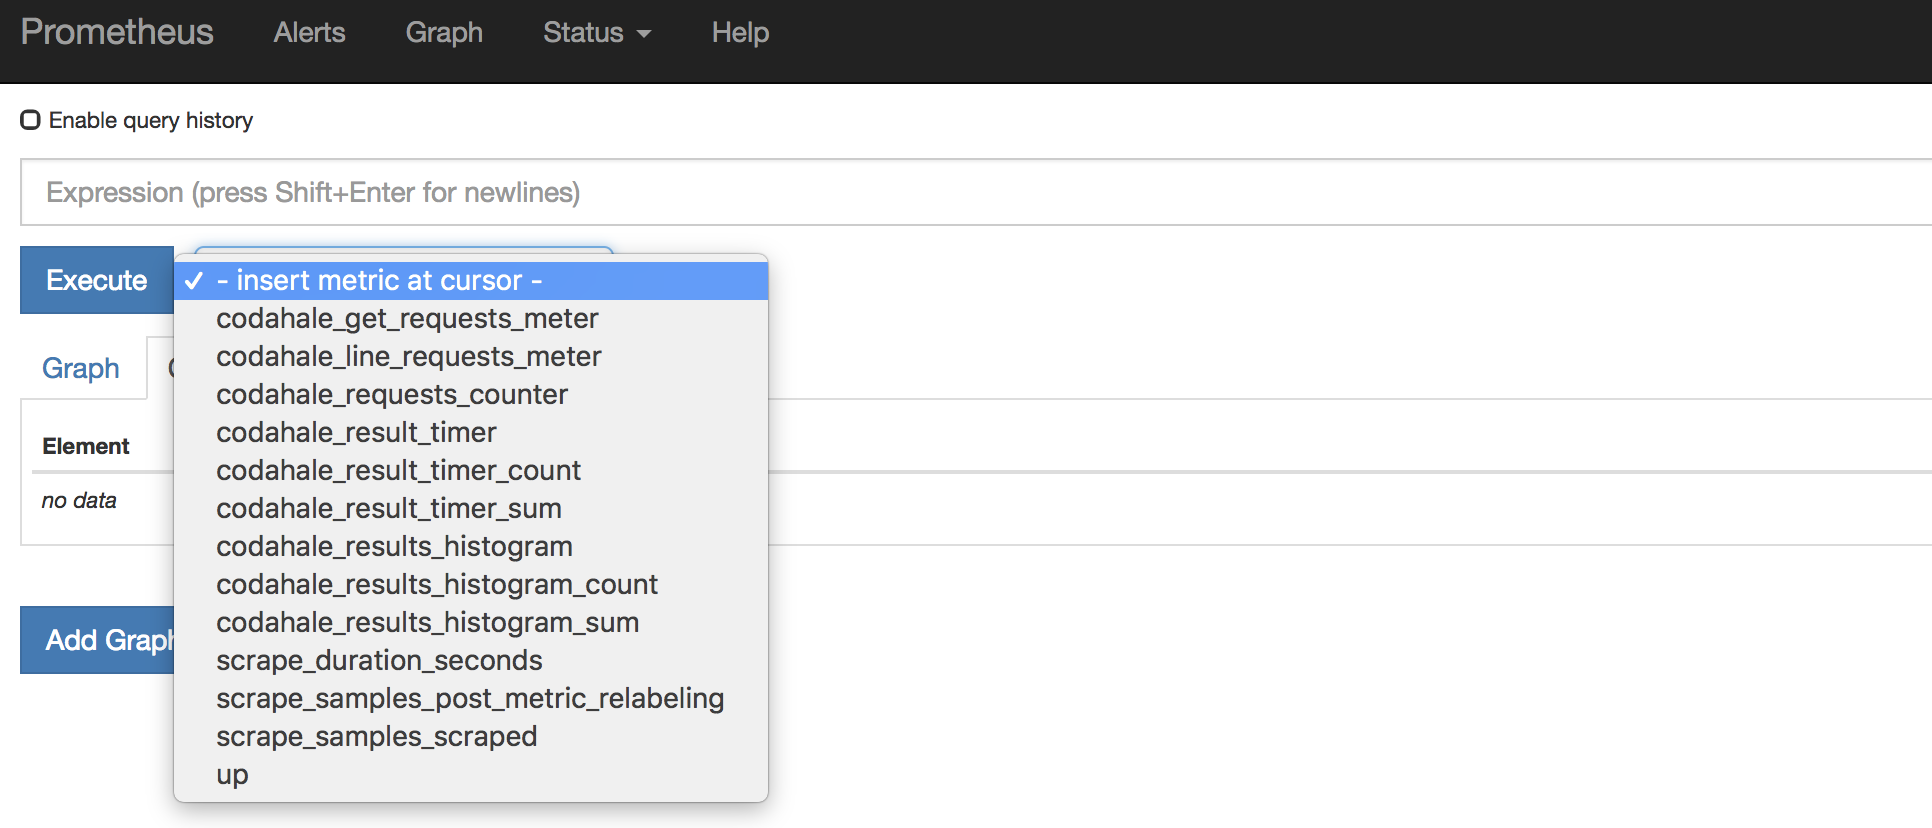 Prometheus Alerts Graph Status Help
Enable query history
Expression (press Shift+Enter for newlines)
Execute
- insert metric at cursor -
codahale_get_requests_meter
codahale_line_requests_meter
codahale_requests_counter
codahale_result_timer
codahale_result_timer_count
codahale_result_timer_sum
codahale_results_histogram
codahale_results_histogram_count
codahale_results_histogram_sum
scrape_duration_seconds
scrape_samples_post_metric_relabeling
scrape_samples_scraped
up
Graph
Element
no data
Add Graph